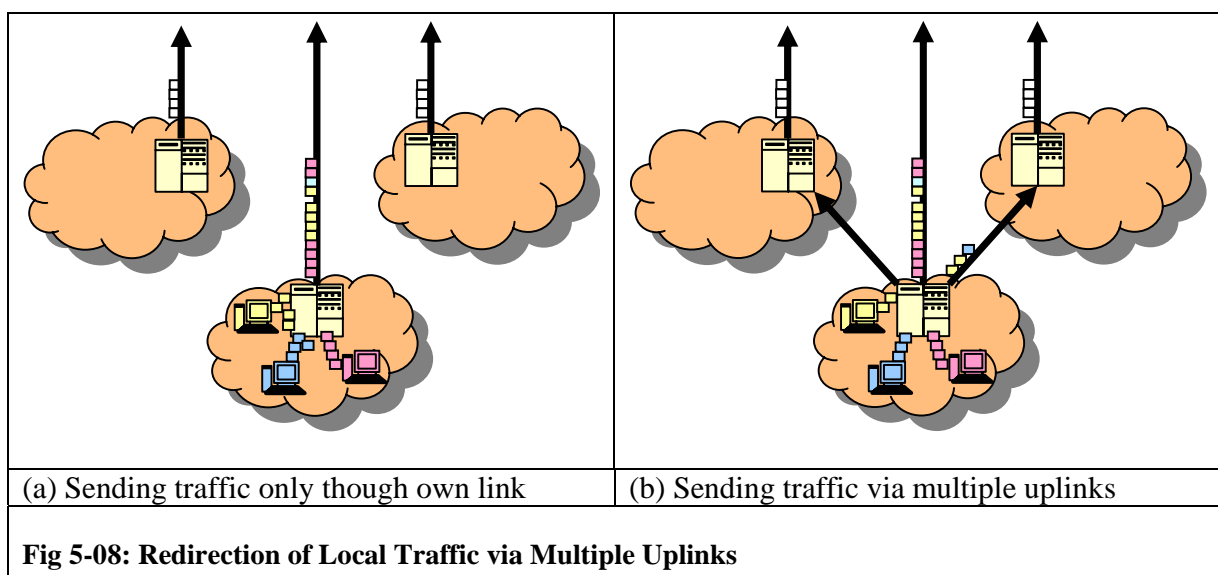 (a) Sending traffic only though own link
(b) Sending traffic via multiple uplinks
Fig 5-08: Redirection of Local Traffic via Multiple Uplinks